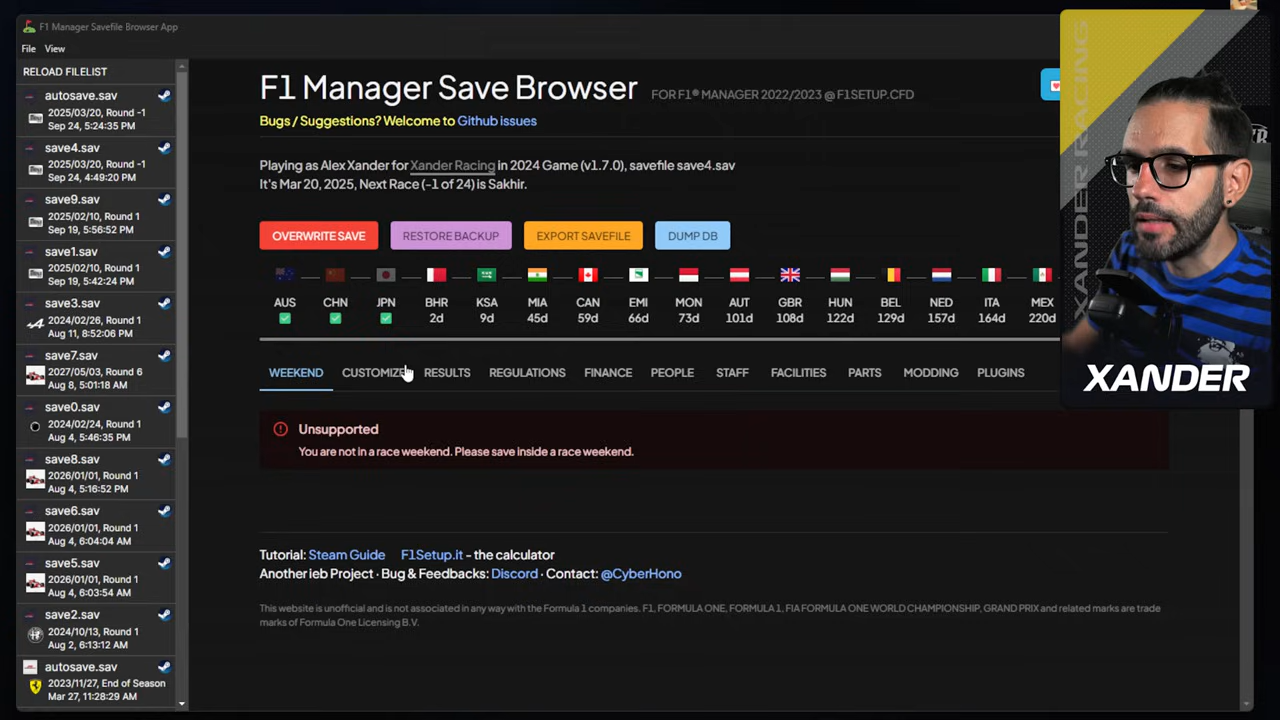 F1 Manager Savefile Browser App
File View
RELOAD FILELIST
autosave.sav
2025/03/20, Round -1
Sep 24, 5:24:35 PM
save4.sav
2025/03/20, Round -1
Sep 24, 4:49:20 PM
save9.sav
2025/02/10, Round 1
Sep 19, 5:56:52 PM
save1.sav
2025/02/10, Round 1
Sep 19, 5:42:24 PM
save3.sav
2024/02/26, Round 1
Aug 11, 8:52:06 PM
save7.sav
2027/05/03, Round 6
Aug 8, 5:01:18 AM
save0.sav
2024/02/24, Round 1
Aug 4, 5:46:35 PM
save8.sav
2026/01/01, Round 1
Aug 4, 5:16:52 PM
save6.sav
2026/01/01, Round 1
Aug 4, 6:04:04 AM
save5.sav
2026/01/01, Round 1
Aug 4, 6:03:54 AM
save2.sav
2024/10/13, Round 1
Aug 2, 6:13:12 AM
autosave.sav
2023/11/27, End of Season
Mar 27, 11:28:29 AM
F1 Manager Save Browser FOR F1® MANAGER 2022/2023 @ F1SETUP.CFD
Bugs / Suggestions? Welcome to Github issues
Playing as Alex Xander for Xander Racing in 2024 Game (v1.7.0), savefile save4.sav
It's Mar 20, 2025, Next Race (-1 of 24) is Sakhir.
OVERWRITE SAVE RESTORE BACKUP EXPORT SAVEFILE DUMP DB
AUS CHN JPN BHR KSA MIA CAN EMI MON AUT GBR HUN BEL NED ITA MEX
2d 9d 45d 59d 66d 73d 101d 108d 122d 129d 157d 164d 220d
WEEKEND CUSTOMIZE RESULTS REGULATIONS FINANCE PEOPLE STAFF FACILITIES PARTS MODDING PLUGINS
Unsupported
You are not in a race weekend. Please save inside a race weekend.
Tutorial: Steam Guide F1Setup.it - the calculator
Another ieb Project · Bug & Feedbacks: Discord · Contact: @CyberHono
This website is unofficial and is not associated in any way with the Formula 1 companies. F1, FORMULA ONE, FORMULA 1, FIA FORMULA ONE WORLD CHAMPIONSHIP, GRAND PRIX and related marks are trade
marks of Formula One Licensing B.V.
XANDER RACING
XANDER